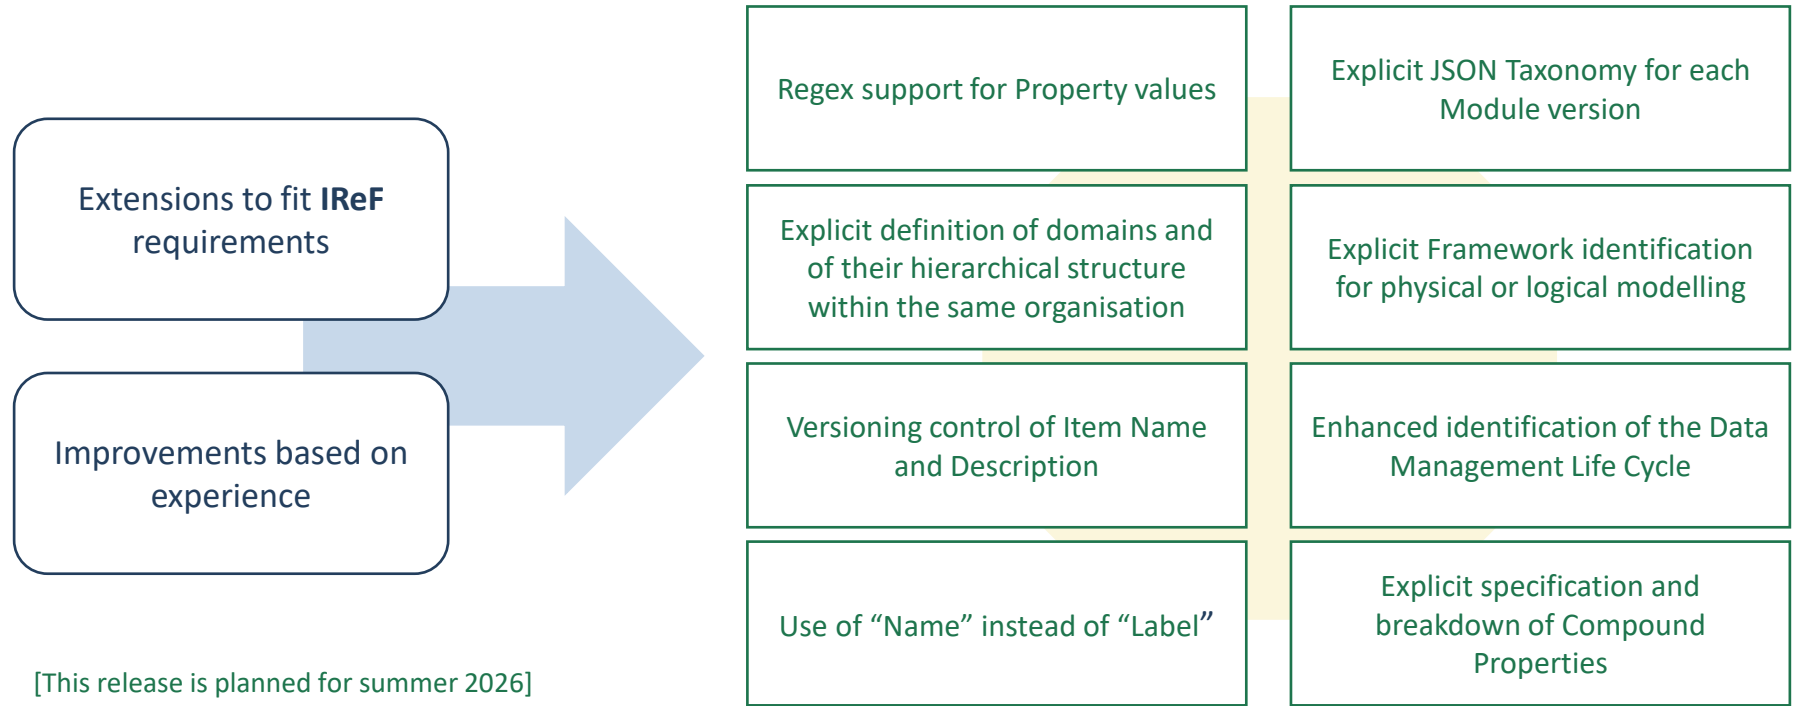 Extensions to fit IReF
requirements
Improvements based on
experience
[This release is planned for summer 2026]
Regex support for Property values
Explicit JSON Taxonomy for each
Module version
Explicit definition of domains and
of their hierarchical structure
within the same organisation
Explicit Framework identification
for physical or logical modelling
Versioning control of Item Name
and Description
Enhanced identification of the Data
Management Life Cycle
Use of “Name” instead of “Label”
Explicit specification and
breakdown of Compound
Properties